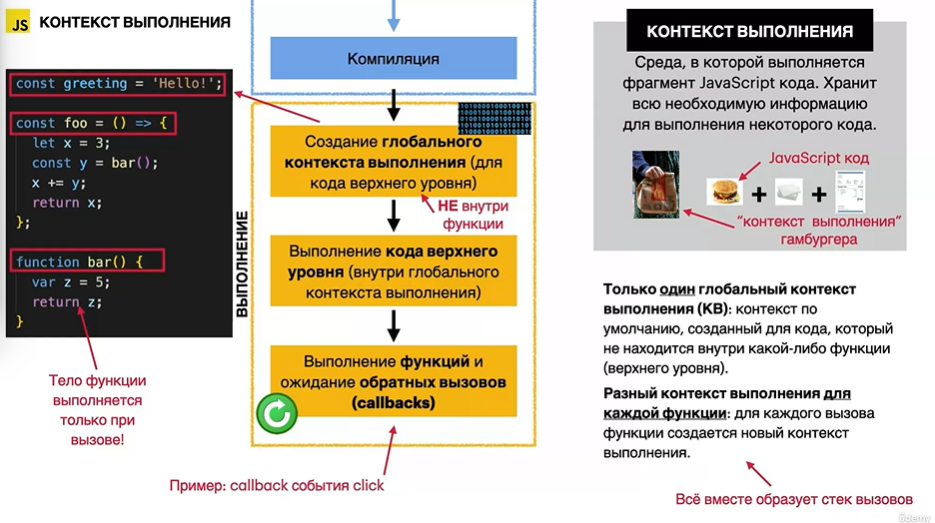 JS КОНТЕКСТ ВЫПОЛНЕНИЯ
const greeting = 'Hello!';
const foo = () => {
let x = 3;
const y = bar();
x += y;
return x;
};
function bar() {
var z = 5;
return z;
}
Тело функции
выполняется
только при
вызове!
ВЫПОЛНЕНИЕ
Компиляция
Создание глобального
контекста выполнения (для
кода верхнего уровня)
НЕ внутри
функции
Выполнение кода верхнего
уровня (внутри глобального
контекста выполнения)
Выполнение функций и
ожидание обратных вызовов
(callbacks)
Пример: callback события click
КОНТЕКСТ ВЫПОЛНЕНИЯ
Среда, в которой выполняется
фрагмент JavaScript кода. Хранит
всю необходимую информацию
для выполнения некоторого кода.
JavaScript код
+ +
“контекст выполнения”
гамбургера
Только один глобальный контекст
выполнения (КВ): контекст по
умолчанию, созданный для кода, который
не находится внутри какой-либо функции
(верхнего уровня).
Разный контекст выполнения для
каждой функции: для каждого вызова
функции создается новый контекст
выполнения.
Всё вместе образует стек вызовов
ûdemy